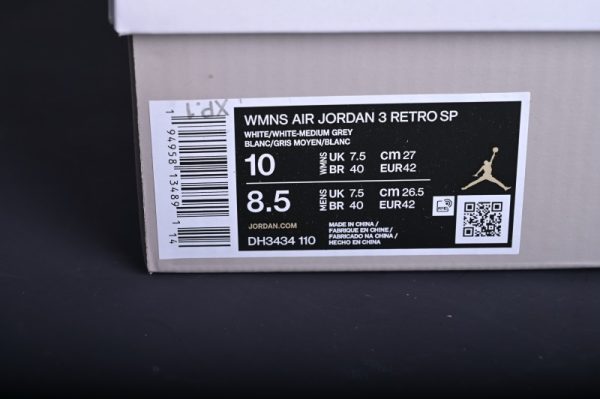 XP.1
1 94958 13489 1 14
WMNS AIR JORDAN 3 RETRO SP
WHITE/WHITE-MEDIUM GREY
BLANC/GRIS MOYEN/BLANC
10 WMNS UK 7.5 cm 27
BR 40 EUR42
8.5 MENS UK 7.5 cm 26.5
BR 40 EUR42
JORDAN.COM
DH3434 110
MADE IN CHINA /
FABRIQUE EN CHINE /
FABRICADO NA CHINA /
HECHO EN CHINA